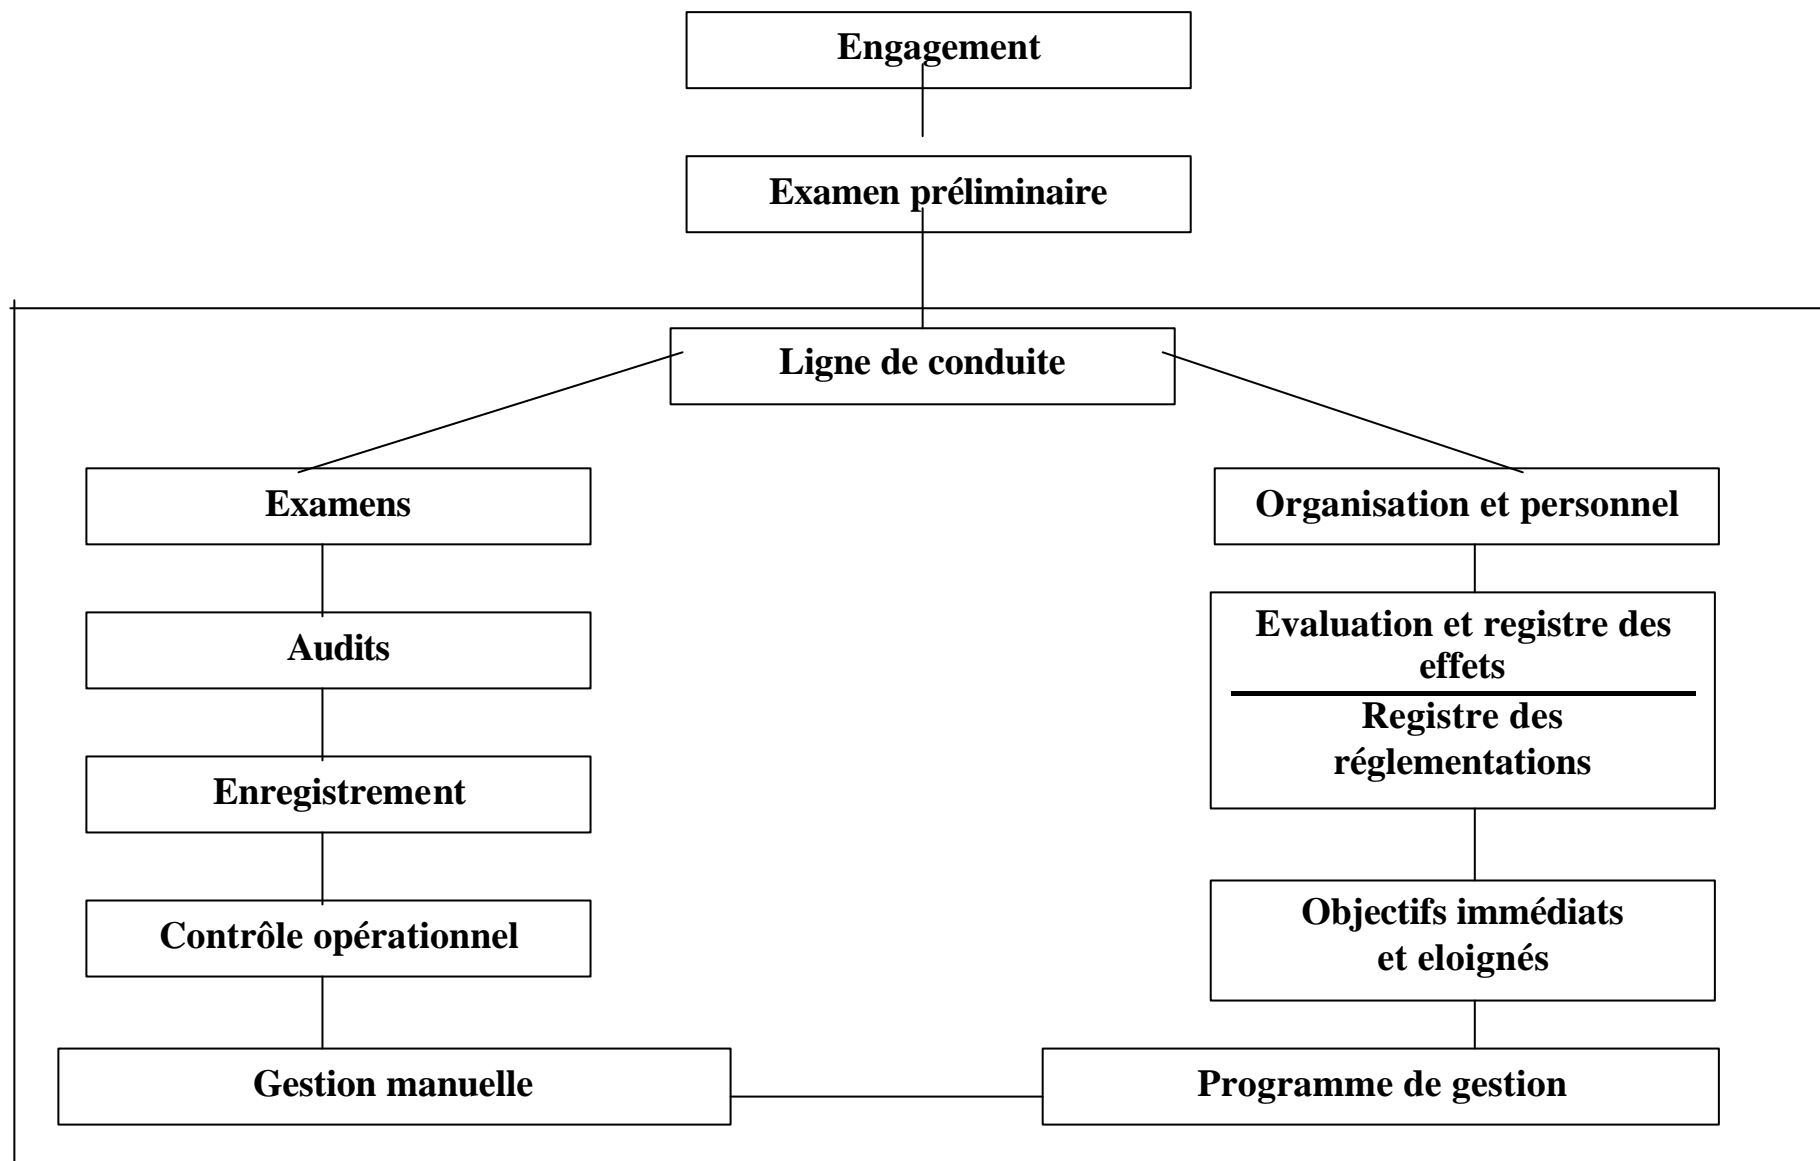 Engagement
Examen préliminaire
Ligne de conduite
Examens
Organisation et personnel
Evaluation et registre des
effets
Registre des
réglementations
Audits
Enregistrement
Contrôle opérationnel
Objectifs immédiats
et eloignés
Gestion manuelle
Programme de gestion